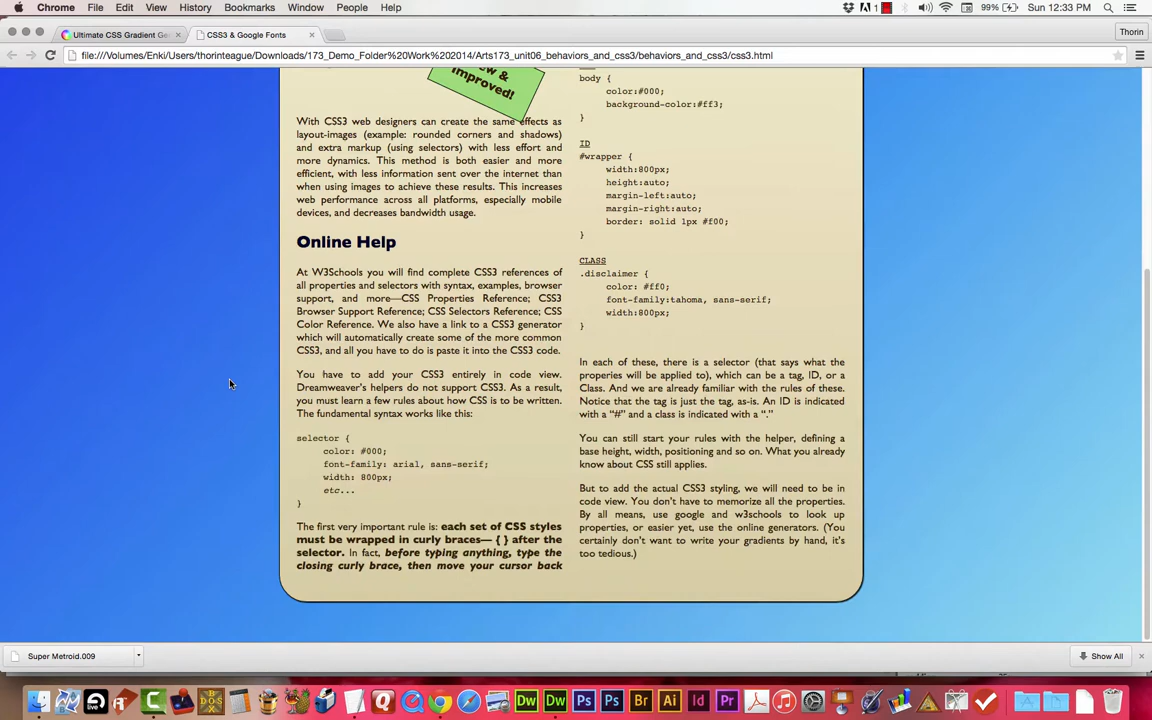 Chrome File Edit View History Bookmarks Window People Help
1 99% Sun 12:33 PM
Ultimate CSS Gradient Ge
CSS3 & Google Fonts
Thorin
file:///Volumes/Enki/Users/thorinteague/Downloads/173_Demo_Folder%20Work%202014/Arts173_unit06_behaviors_and_css3/behaviors_and_css3/css3.html
Improved!
With CSS3 web designers can create the same effects as
layout-images (example: rounded corners and shadows)
and extra markup (using selectors) with less effort and
more dynamics. This method is both easier and more
efficient, with less information sent over the internet than
when using images to achieve these results. This increases
web performance across all platforms, especially mobile
devices, and decreases bandwidth usage.
Online Help
At W3Schools you will find complete CSS3 references of
all properties and selectors with syntax, examples, browser
support, and more—CSS Properties Reference; CSS3
Browser Support Reference; CSS Selectors Reference; CSS
Color Reference. We also have a link to a CSS3 generator
which will automatically create some of the more common
CSS3, and all you have to do is paste it into the CSS3 code.
You have to add your CSS3 entirely in code view.
Dreamweaver's helpers do not support CSS3. As a result,
you must learn a few rules about how CSS is to be written.
The fundamental syntax works like this:
selector {
color: #000;
font-family: arial, sans-serif;
width: 800px;
etc...
}
The first very important rule is: each set of CSS styles
must be wrapped in curly braces— { } after the
selector. In fact, before typing anything, type the
closing curly brace, then move your cursor back
body {
color:#000;
background-color:#ff3;
}
ID
#wrapper {
width:800px;
height:auto;
margin-left:auto;
margin-right:auto;
border: solid 1px #f00;
}
CLASS
.disclaimer {
color: #ff0;
font-family:tahoma, sans-serif;
width:800px;
}
In each of these, there is a selector (that says what the
properies will be applied to), which can be a tag, ID, or a
Class. And we are already familiar with the rules of these.
Notice that the tag is just the tag, as-is. An ID is indicated
with a “#” and a class is indicated with a “.”
You can still start your rules with the helper, defining a
base height, width, positioning and so on. What you already
know about CSS still applies.
But to add the actual CSS3 styling, we will need to be in
code view. You don't have to memorize all the properties.
By all means, use google and w3schools to look up
properties, or easier yet, use the online generators. (You
certainly don't want to write your gradients by hand, it's
too tedious.)
Super Metroid.009
Show All
live
DOS
Dw Dw Ps Ps Br Ai Id Pr